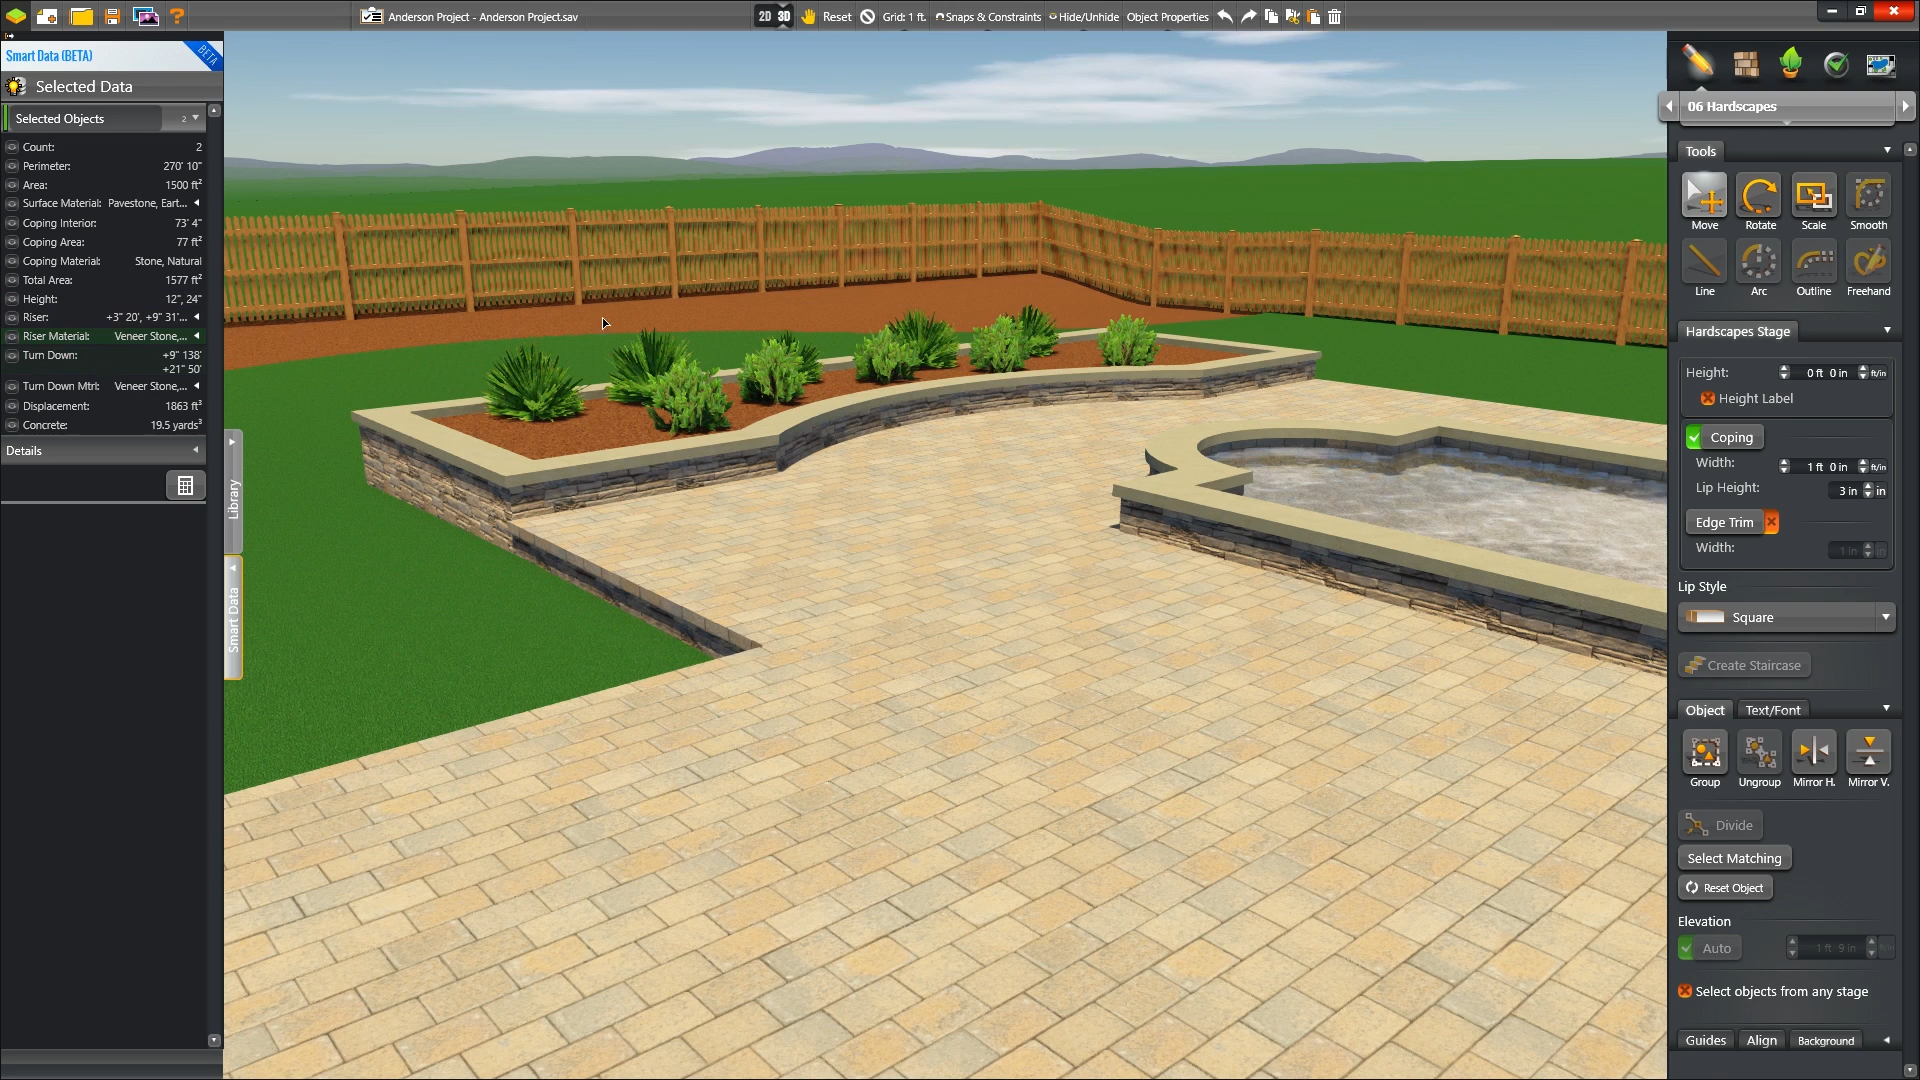 Anderson Project - Anderson Project.sav
2D 3D Reset Grid: 1 ft. Snaps & Constraints Hide/Unhide Object Properties
Smart Data (BETA)
BETA
Selected Data
Selected Objects 2
Count: 2
Perimeter: 270' 10"
Area: 1500 ft²
Surface Material: Pavestone, Eart...
Coping Interior: 73' 4"
Coping Area: 77 ft²
Coping Material: Stone, Natural
Total Area: 1577 ft²
Height: 12", 24"
Riser: +3" 20', +9" 31'...
Riser Material: Veneer Stone,...
Turn Down: +9" 138'
+21" 50'
Turn Down Mtrl: Veneer Stone,...
Displacement: 1863 ft³
Concrete: 19.5 yards³
Details
Library
Smart Data
06 Hardscapes
Tools
Move Rotate Scale Smooth
Line Arc Outline Freehand
Hardscapes Stage
Height: 0 ft 0 in ft/in
Height Label
Coping
Width: 1 ft 0 in ft/in
Lip Height: 3 in in
Edge Trim
Width: 1 in in
Lip Style
Square
Create Staircase
Object Text/Font
Group Ungroup Mirror H. Mirror V.
Divide
Select Matching
Reset Object
Elevation
Auto 1 ft 9 in
Select objects from any stage
Guides Align Background